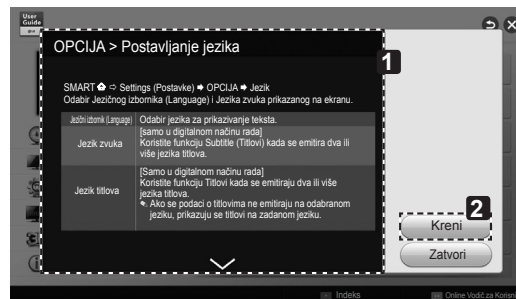 User
Guide
OPCIJA > Postavljanje jezika
1
SMART ⇨ Settings (Postavke) ➡ OPCIJA ➡ Jezik
Odabir Jezičnog izbornika (Language) i Jezika zvuka prikazanog na ekranu.
Jezični izbornik (Language)
Odabir jezika za prikazivanje teksta.
Jezik zvuka
[samo u digitalnom načinu rada]
Koristite funkciju Subtitle (Titlovi) kada se emitira dva ili
više jezika titlova.
Jezik titlova
[Samo u digitalnom načinu rada]
Koristite funkciju Titlovi kada se emitiraju dva ili više
jezika titlova.
Ako se podaci o titlovima ne emitiraju na odabranom
jeziku, prikazuju se titlovi na zadanom jeziku.
2
Kreni
Zatvori
Indeks
Online Vodič za Korisni